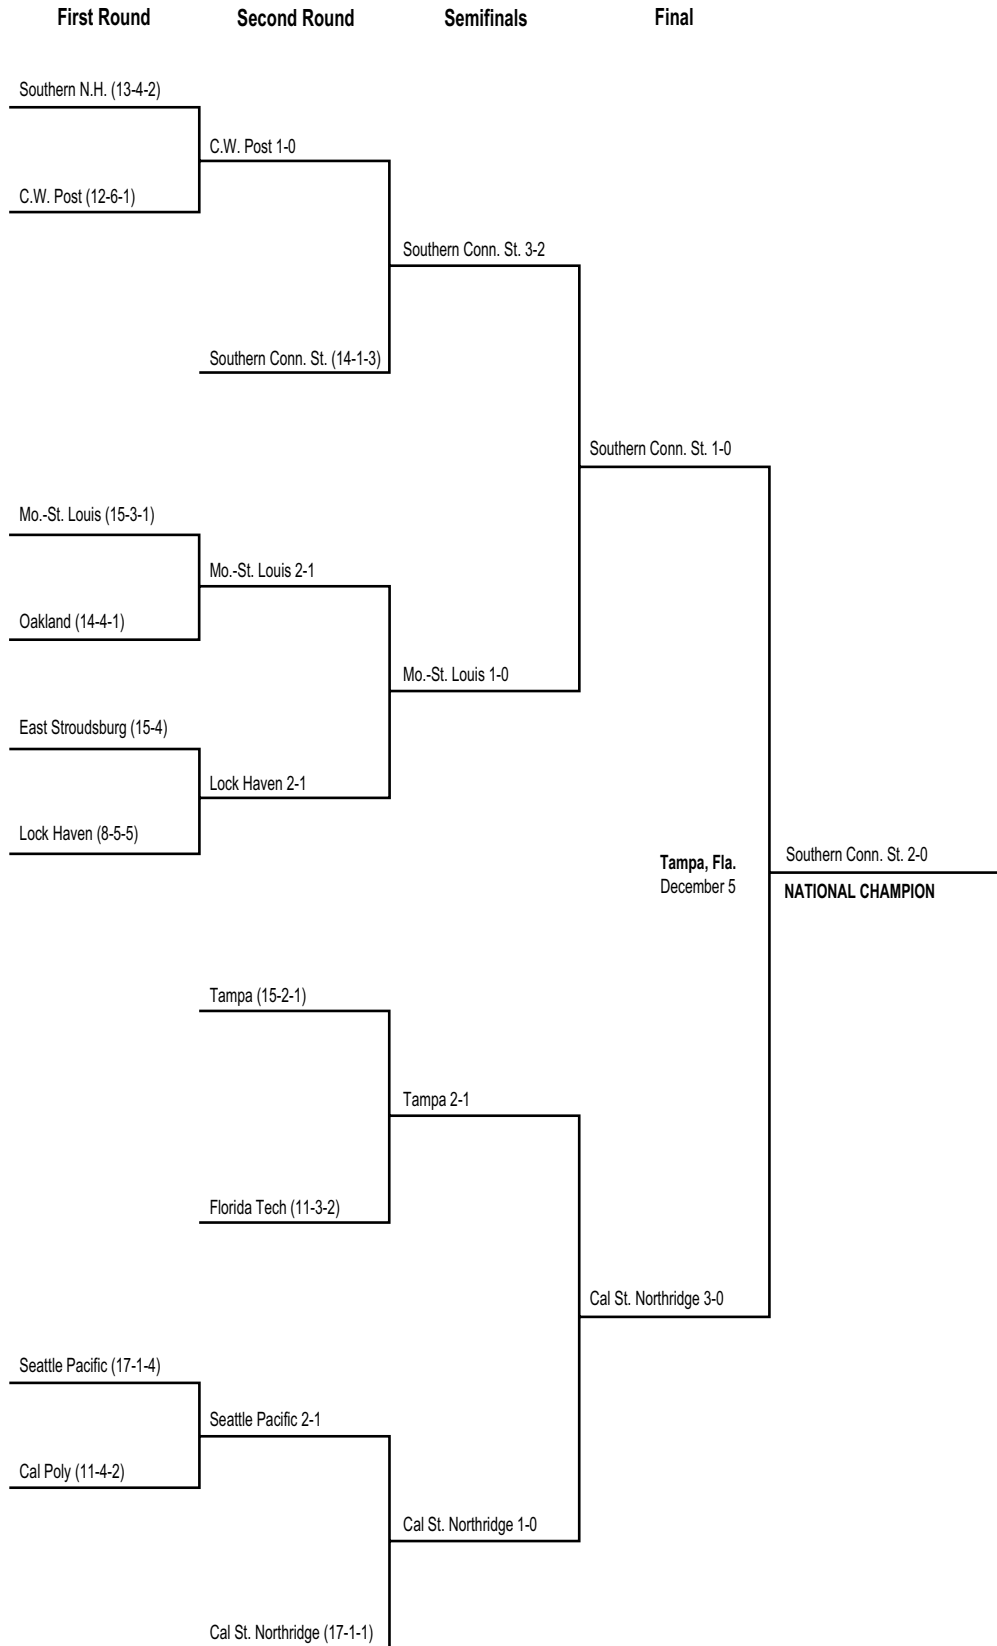 First Round
Second Round
Semifinals
Final
Southern N.H. (13-4-2)
C.W. Post 1-0
C.W. Post (12-6-1)
Southern Conn. St. 3-2
Southern Conn. St. (14-1-3)
Southern Conn. St. 1-0
Mo.-St. Louis (15-3-1)
Mo.-St. Louis 2-1
Oakland (14-4-1)
Mo.-St. Louis 1-0
East Stroudsburg (15-4)
Lock Haven 2-1
Lock Haven (8-5-5)
Tampa, Fla.
December 5
Southern Conn. St. 2-0
NATIONAL CHAMPION
Tampa (15-2-1)
Tampa 2-1
Florida Tech (11-3-2)
Cal St. Northridge 3-0
Seattle Pacific (17-1-4)
Seattle Pacific 2-1
Cal Poly (11-4-2)
Cal St. Northridge 1-0
Cal St. Northridge (17-1-1)